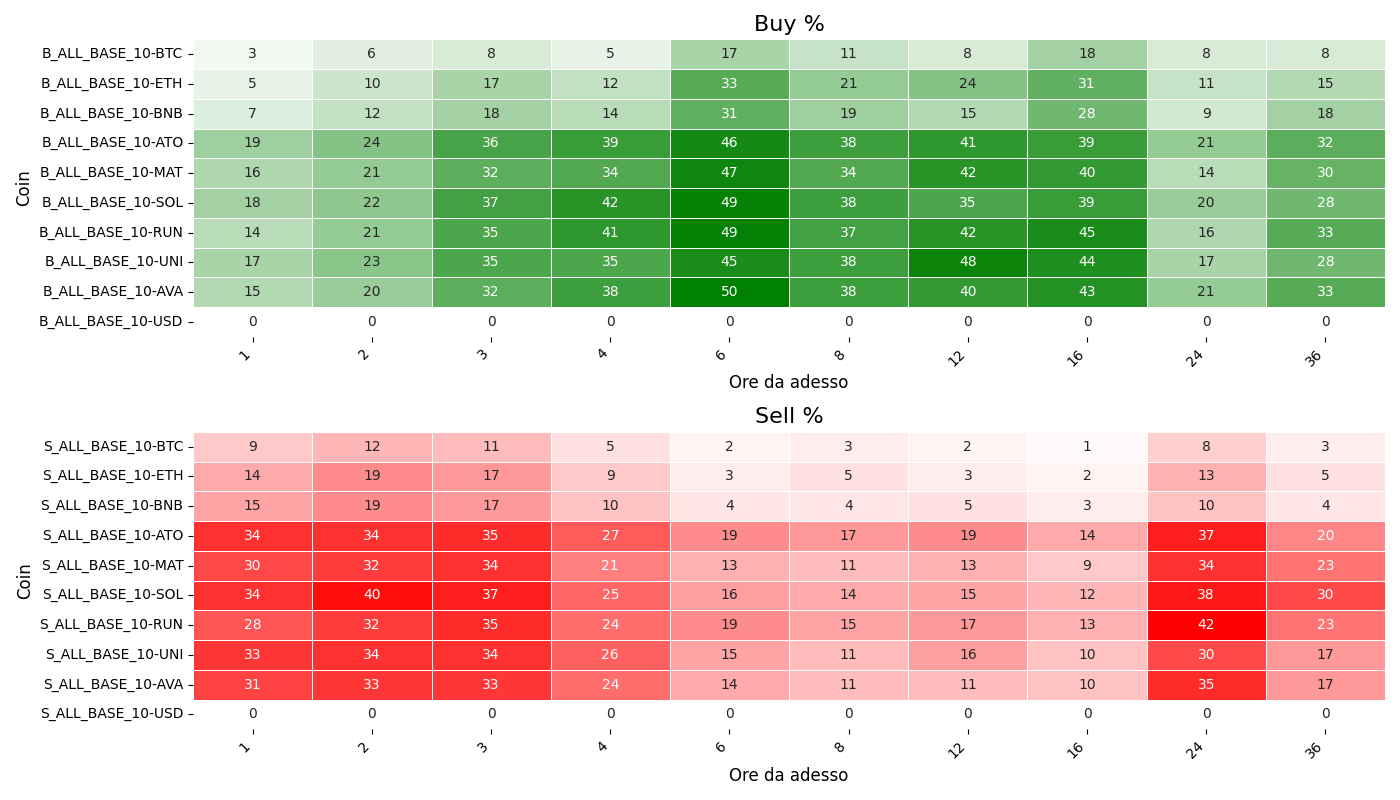 Buy %
Coin
B_ALL_BASE_10-BTC 3 6 8 5 17 11 8 18 8 8
B_ALL_BASE_10-ETH 5 10 17 12 33 21 24 31 11 15
B_ALL_BASE_10-BNB 7 12 18 14 31 19 15 28 9 18
B_ALL_BASE_10-ATO 19 24 36 39 46 38 41 39 21 32
B_ALL_BASE_10-MAT 16 21 32 34 47 34 42 40 14 30
B_ALL_BASE_10-SOL 18 22 37 42 49 38 35 39 20 28
B_ALL_BASE_10-RUN 14 21 35 41 49 37 42 45 16 33
B_ALL_BASE_10-UNI 17 23 35 35 45 38 48 44 17 28
B_ALL_BASE_10-AVA 15 20 32 38 50 38 40 43 21 33
B_ALL_BASE_10-USD 0 0 0 0 0 0 0 0 0 0
1 2 3 4 6 8 12 16 24 36
Ore da adesso
Sell %
Coin
S_ALL_BASE_10-BTC 9 12 11 5 2 3 2 1 8 3
S_ALL_BASE_10-ETH 14 19 17 9 3 5 3 2 13 5
S_ALL_BASE_10-BNB 15 19 17 10 4 4 5 3 10 4
S_ALL_BASE_10-ATO 34 34 35 27 19 17 19 14 37 20
S_ALL_BASE_10-MAT 30 32 34 21 13 11 13 9 34 23
S_ALL_BASE_10-SOL 34 40 37 25 16 14 15 12 38 30
S_ALL_BASE_10-RUN 28 32 35 24 19 15 17 13 42 23
S_ALL_BASE_10-UNI 33 34 34 26 15 11 16 10 30 17
S_ALL_BASE_10-AVA 31 33 33 24 14 11 11 10 35 17
S_ALL_BASE_10-USD 0 0 0 0 0 0 0 0 0 0
1 2 3 4 6 8 12 16 24 36
Ore da adesso